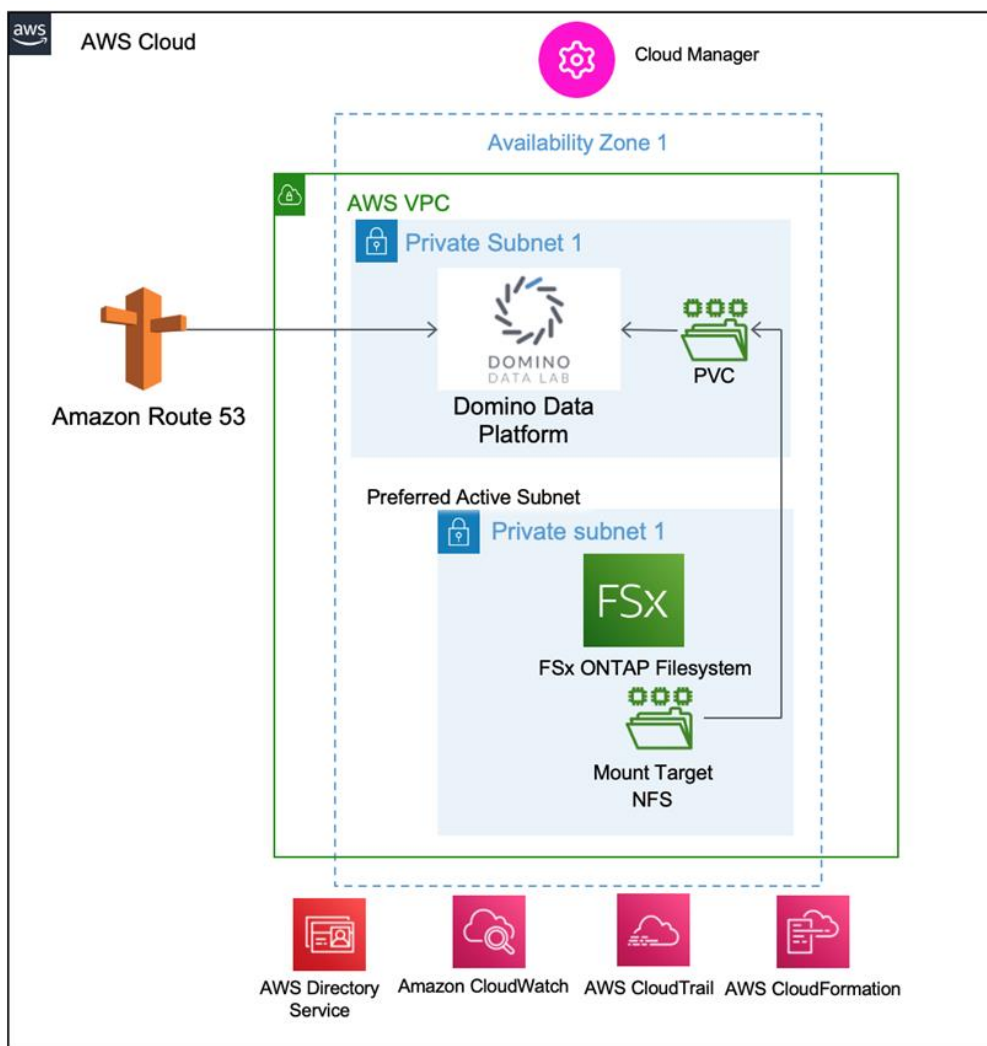 aws
AWS Cloud
Cloud Manager
Availability Zone 1
AWS VPC
Private Subnet 1
DOMINO
DATA LAB
PVC
Domino Data
Platform
Amazon Route 53
Preferred Active Subnet
Private subnet 1
FSx
FSx ONTAP Filesystem
Mount Target
NFS
AWS Directory
Service
Amazon CloudWatch
AWS CloudTrail
AWS CloudFormation